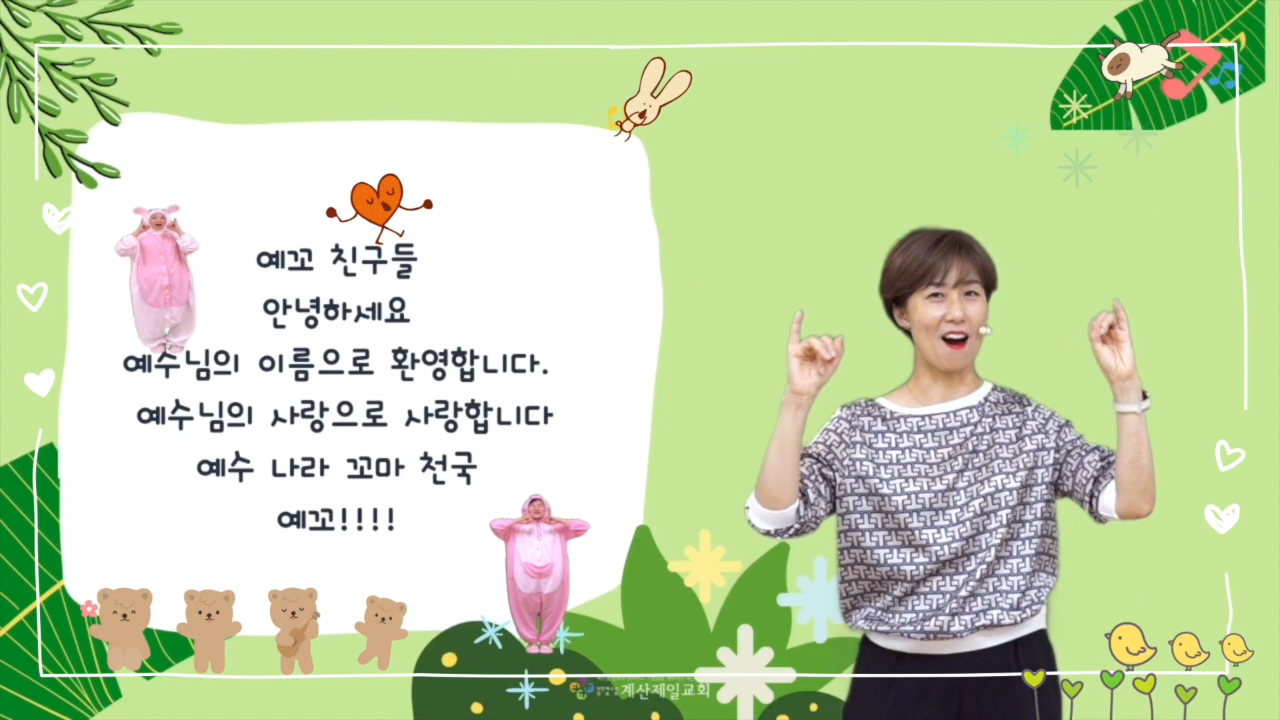 예꼬 친구들
안녕하세요
예수님의 이름으로 환영합니다.
예수님의 사랑으로 사랑합니다
예수 나라 꼬마 천국
예꼬!!!!
계산제일교회